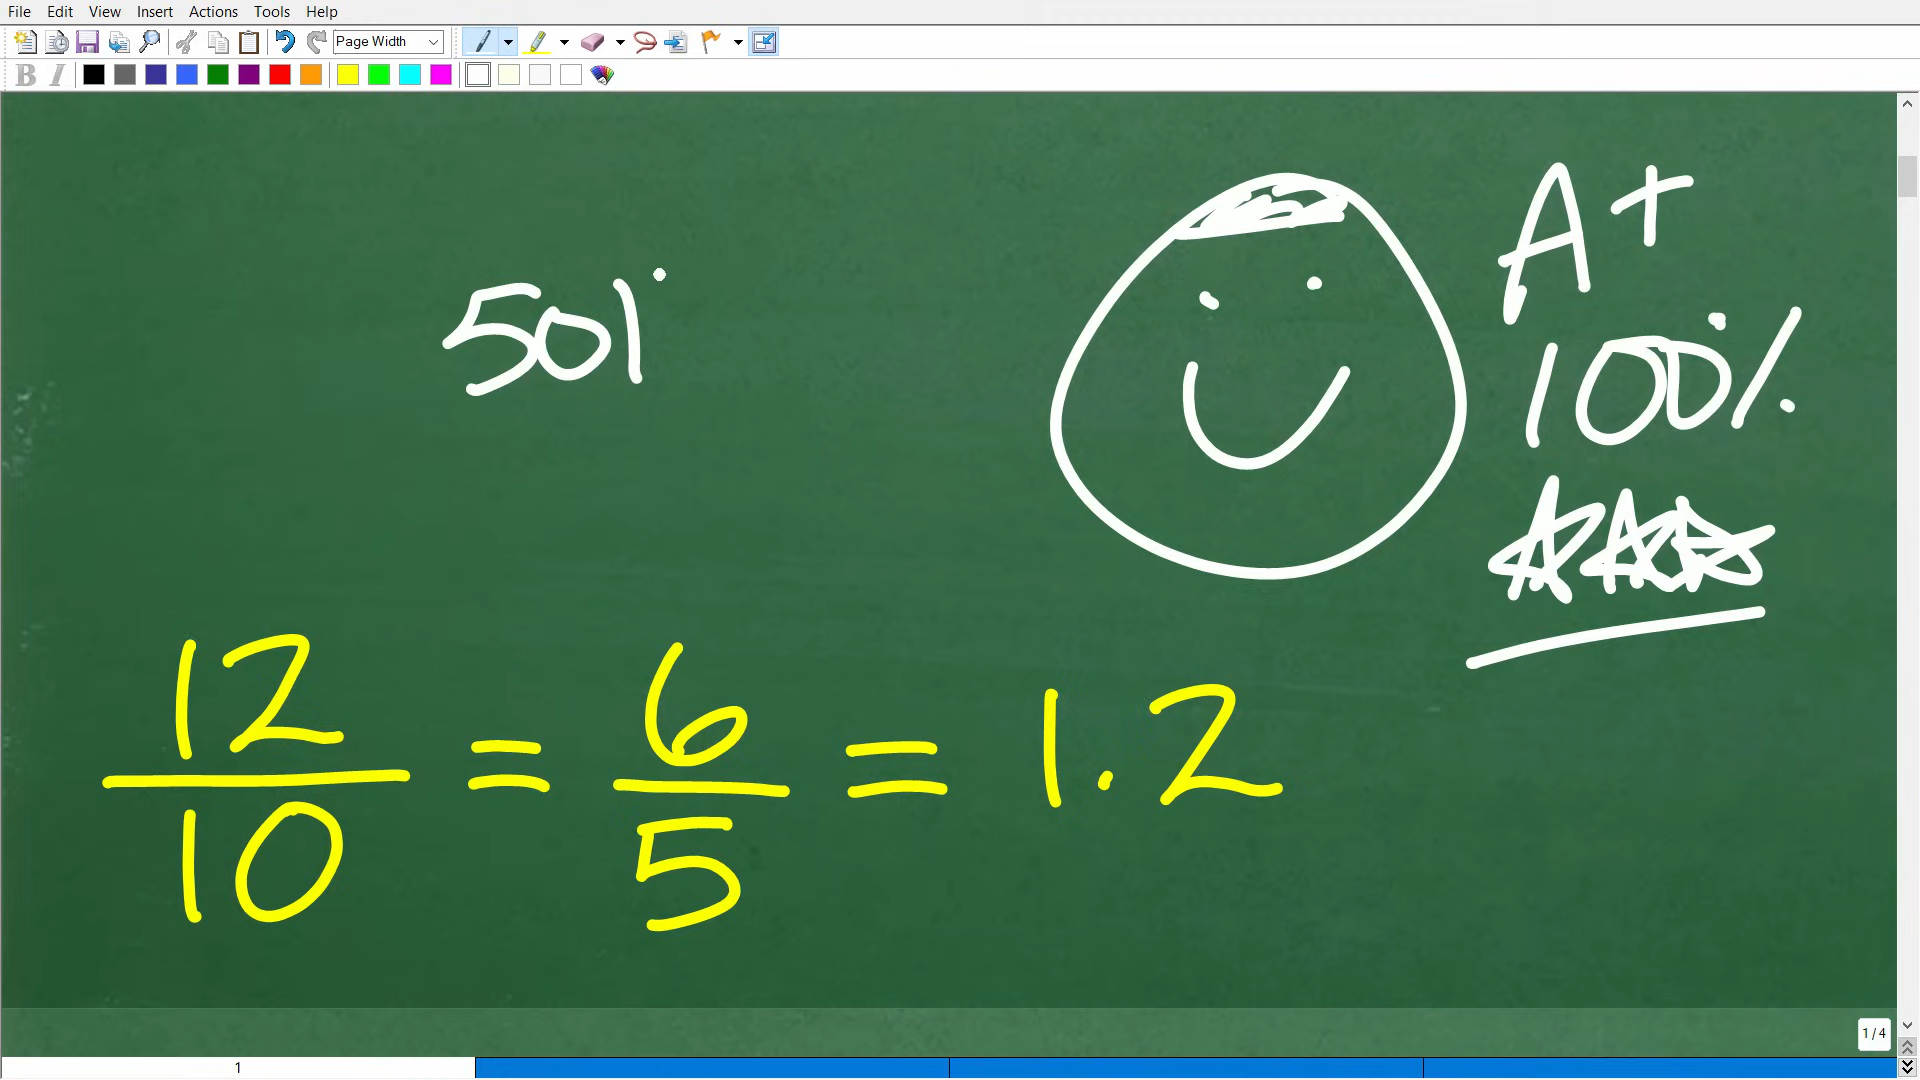 File Edit View Insert Actions Tools Help
Page Width
B I
A+
501
100%
12/10 = 6/5 = 1.2
1/4
1